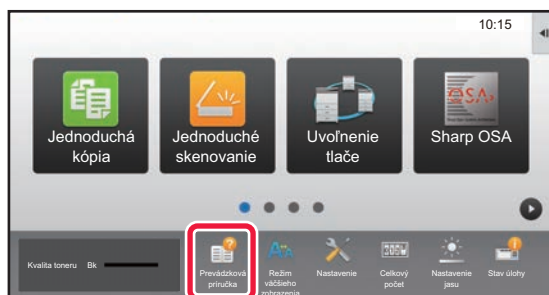 10:15
Jednoduchá
kópia
Jednoduché
skenovanie
Uvoľnenie
tlače
OSA
Sharp OSA
Kvalita toneru Bk
Prevádzková
príručka
Režim
väčšieho
zobrazenia
Nastavenie
Celkový
počet
Nastavenie
jasu
Stav úlohy